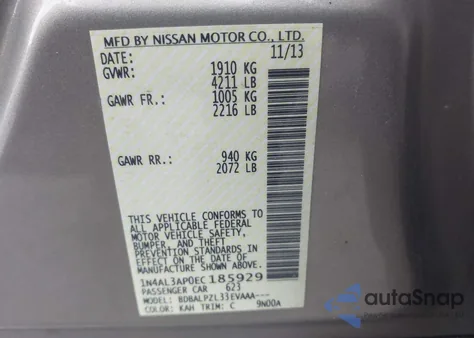 MFD BY NISSAN MOTOR CO., LTD.
DATE: 11/13
GVWR: 1910 KG
4211 LB
GAWR FR.: 1005 KG
2216 LB
GAWR RR.: 940 KG
2072 LB
THIS VEHICLE CONFORMS TO
ALL APPLICABLE FEDERAL
MOTOR VEHICLE SAFETY,
BUMPER, AND THEFT
PREVENTION STANDARDS IN
EFFECT ON THE DATE OF
MANUFACTURE SHOWN ABOVE.
1N4AL3AP0EC185929
PASSENGER CAR 623
MODEL: BDBALPZL33EVAAA---
COLOR: KAH TRIM: C 9N00A
autoSnap